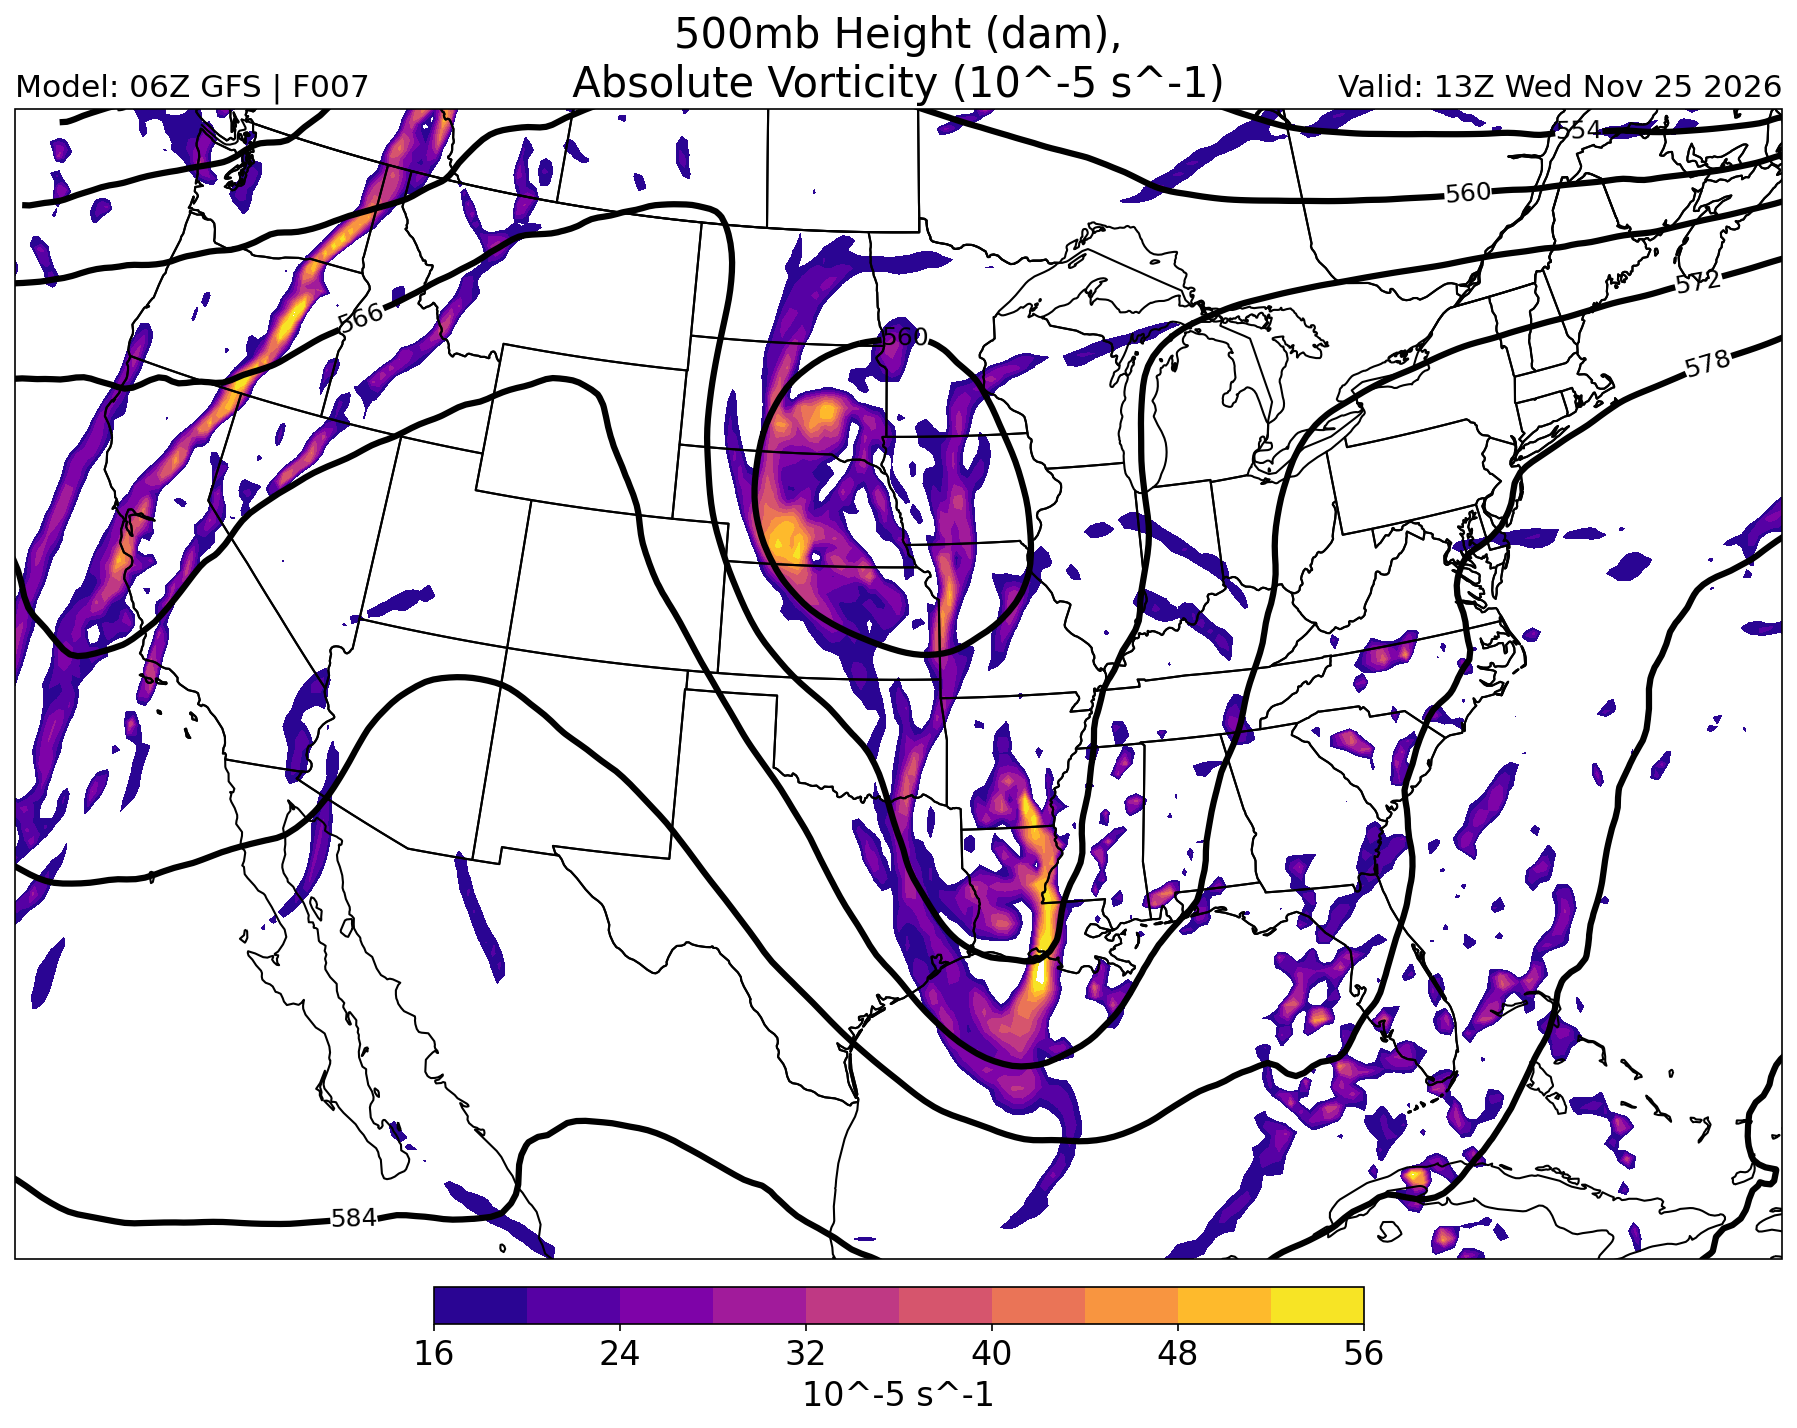 500mb Height (dam),
Absolute Vorticity (10^-5 s^-1)
Model: 06Z GFS | F007
Valid: 13Z Wed Nov 25 2026
554
560
572
566
560
578
584
16 24 32 40 48 56
10^-5 s^-1